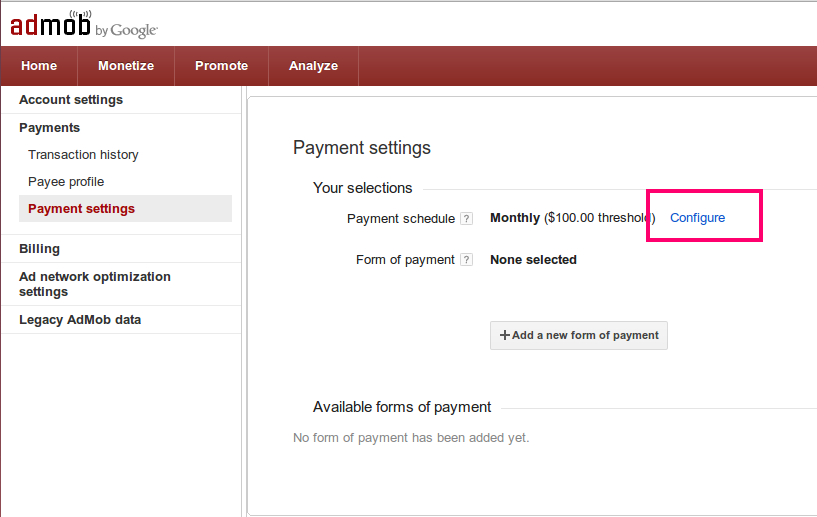 admob by Google
Home Monetize Promote Analyze
Account settings
Payments
Transaction history
Payee profile
Payment settings
Billing
Ad network optimization
settings
Legacy AdMob data
Payment settings
Your selections
Payment schedule ? Monthly ($100.00 threshold) Configure
Form of payment ? None selected
+Add a new form of payment
Available forms of payment
No form of payment has been added yet.